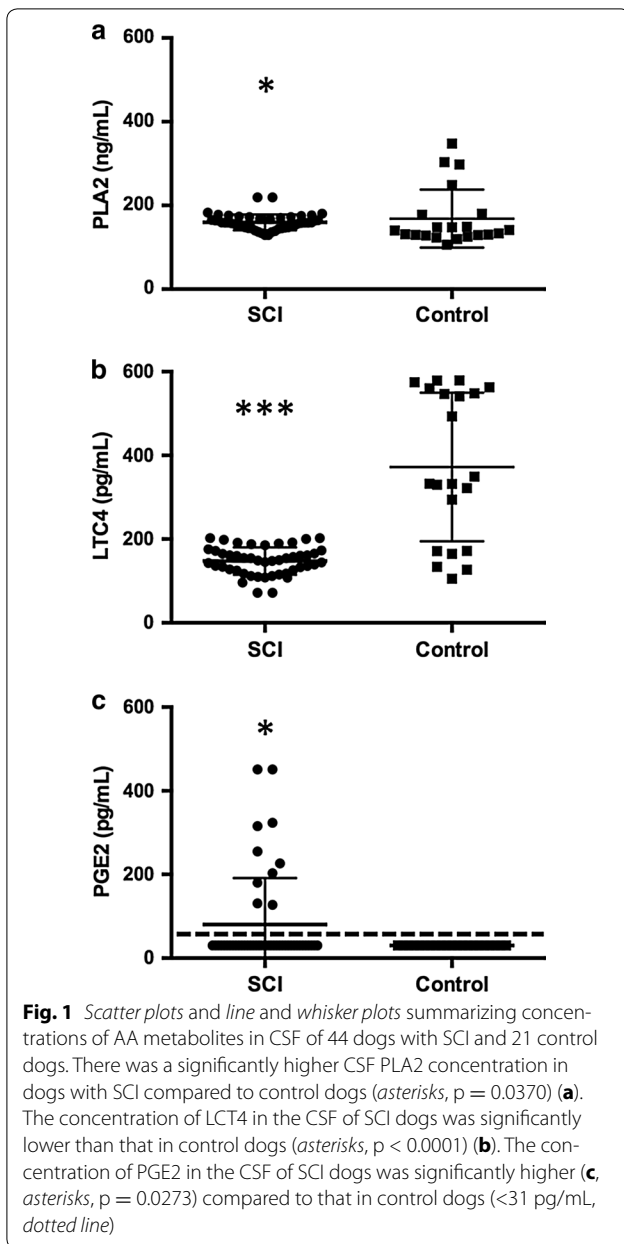 a
600
*
400
PLA2 (ng/mL)
200
0
SCI
Control
b
600
***
400
LTC4 (pg/mL)
200
0
SCI
Control
c
600
*
400
PGE2 (pg/mL)
200
0
SCI
Control
Fig. 1 Scatter plots and line and whisker plots summarizing concen-
trations of AA metabolites in CSF of 44 dogs with SCI and 21 control
dogs. There was a significantly higher CSF PLA2 concentration in
dogs with SCI compared to control dogs (asterisks, p = 0.0370) (a).
The concentration of LCT4 in the CSF of SCI dogs was significantly
lower than that in control dogs (asterisks, p < 0.0001) (b). The con-
centration of PGE2 in the CSF of SCI dogs was significantly higher (c,
asterisks, p = 0.0273) compared to that in control dogs (<31 pg/mL,
dotted line)